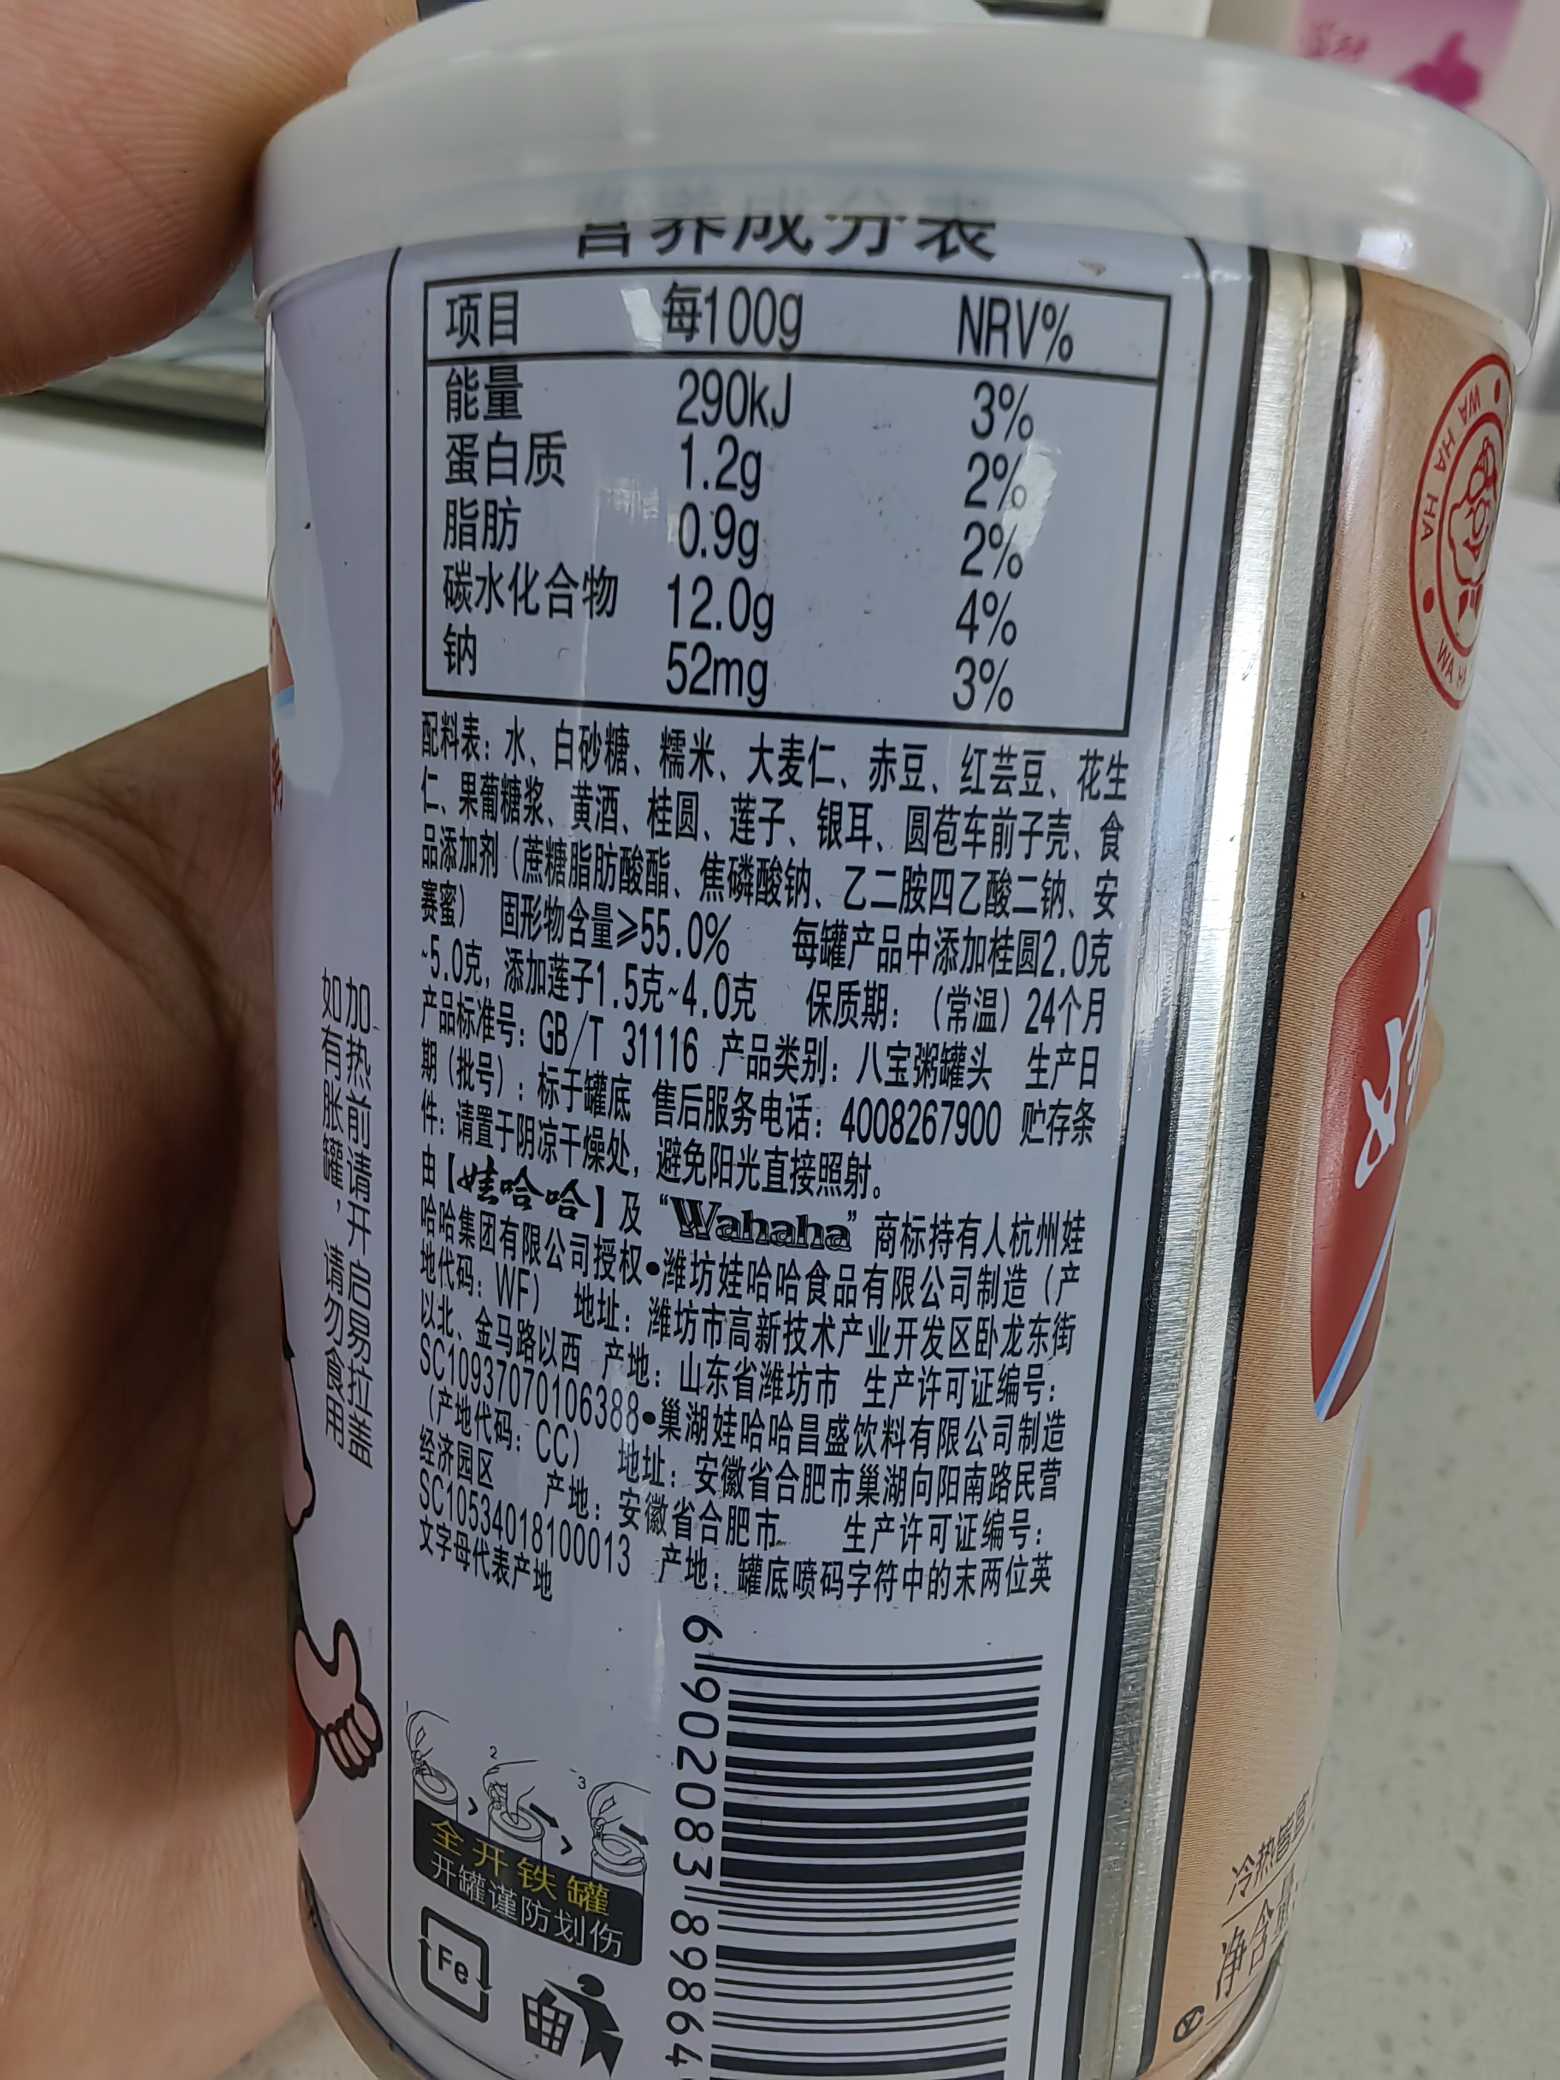 营养成分表
项目 每100g NRV%
能量 290kJ 3%
蛋白质 1.2g 2%
脂肪 0.9g 2%
碳水化合物 12.0g 4%
钠 52mg 3%
配料表：水、白砂糖、糯米、大麦仁、赤豆、红芸豆、花生
仁、果葡糖浆、黄酒、桂圆、莲子、银耳、圆苞车前子壳、食
品添加剂（蔗糖脂肪酸酯、焦磷酸钠、乙二胺四乙酸二钠、安
赛蜜） 固形物含量≥55.0% 每罐产品中添加桂圆2.0克
~5.0克，添加莲子1.5克~4.0克 保质期：（常温）24个月
产品标准号：GB/T 31116 产品类别：八宝粥罐头 生产日
期（批号）：标于罐底 售后服务电话：4008267900 贮存条
件：请置于阴凉干燥处，避免阳光直接照射。
由【娃哈哈】及“Wahaha”商标持有人杭州娃
哈哈集团有限公司授权•潍坊娃哈哈食品有限公司制造（产
地代码：WF） 地址：潍坊市高新技术产业开发区卧龙东街
以北、金马路以西 产地：山东省潍坊市 生产许可证编号：
SC10937070106388•巢湖娃哈哈昌盛饮料有限公司制造
（产地代码：CC） 地址：安徽省合肥市巢湖向阳南路民营
经济园区 产地：安徽省合肥市 生产许可证编号：
SC10534018100013 产地：罐底喷码字符中的末两位英
文字母代表产地
加热前请开启易拉盖
如有胀罐，请勿食用
1
2
3
全开铁罐
开罐谨防划伤
Fe
6 902083 89864
WA HA HA
WA
冷热皆宜
净含量